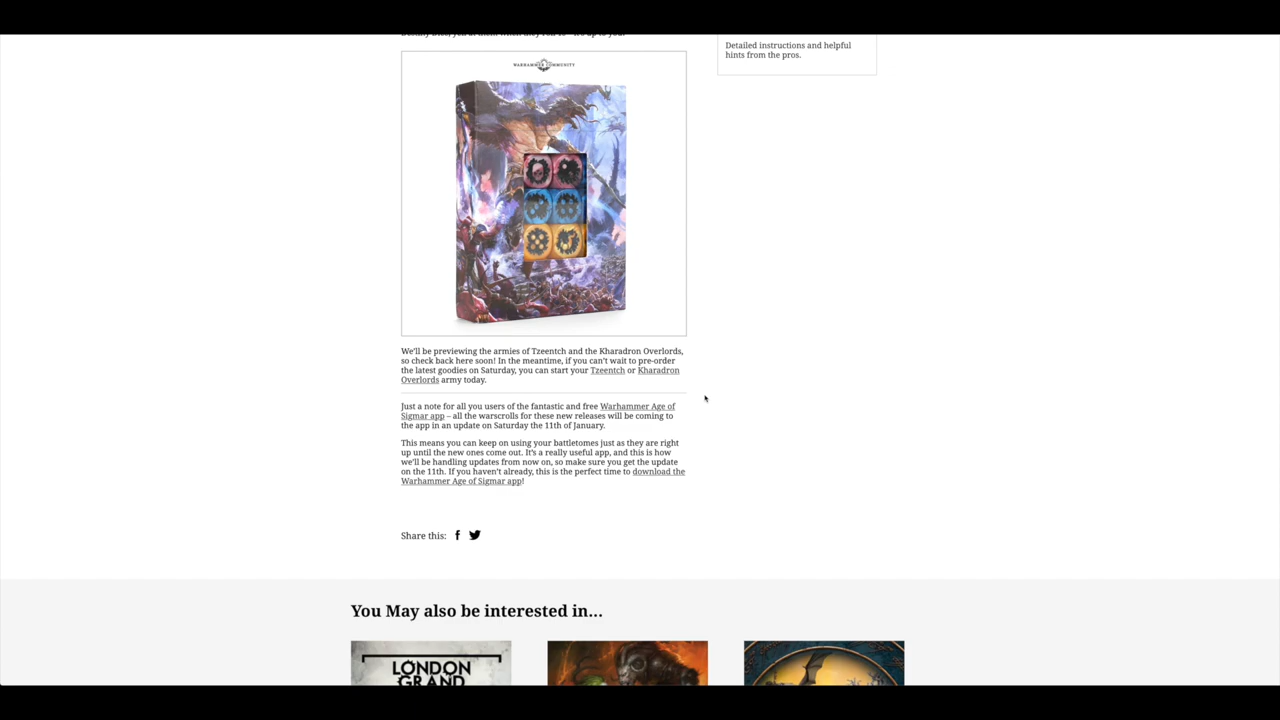 Detailed instructions and helpful
hints from the pros.
WARHAMMER COMMUNITY
We'll be previewing the armies of Tzeentch and the Kharadron Overlords,
so check back here soon! In the meantime, if you can't wait to pre-order
the latest goodies on Saturday, you can start your Tzeentch or Kharadron
Overlords army today.
Just a note for all you users of the fantastic and free Warhammer Age of
Sigmar app – all the warscrolls for these new releases will be coming to
the app in an update on Saturday the 11th of January.
This means you can keep on using your battletomes just as they are right
up until the new ones come out. It's a really useful app, and this is how
we'll be handling updates from now on, so make sure you get the update
on the 11th. If you haven't already, this is the perfect time to download the
Warhammer Age of Sigmar app!
Share this:
You May also be interested in...
LONDON
GRAND